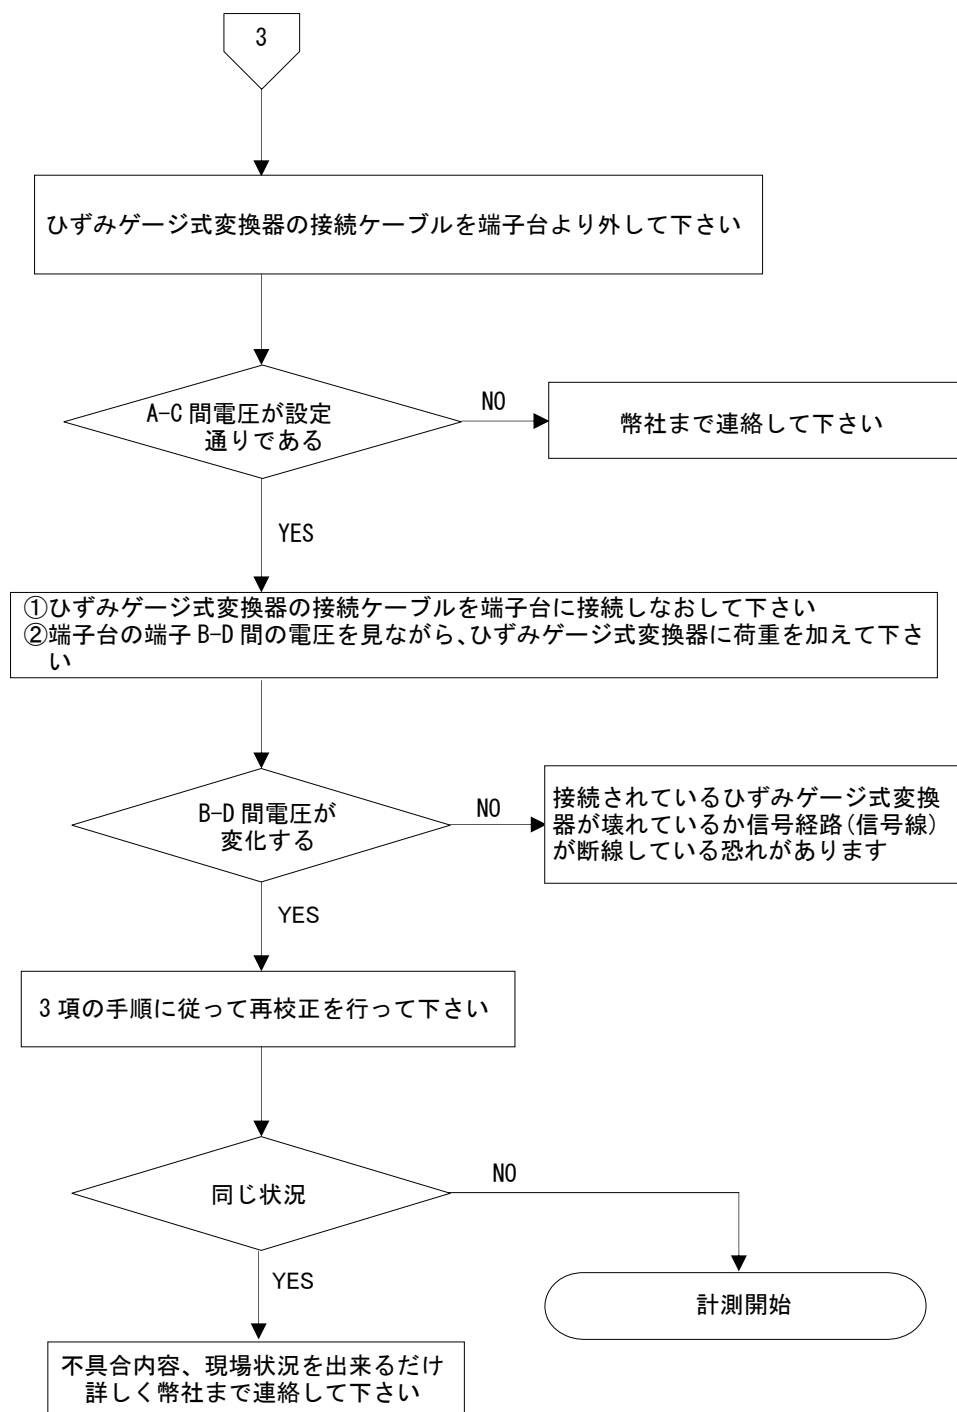 3
ひずみゲージ式変換器の接続ケーブルを端子台より外して下さい
A-C間電圧が設定
通りである
NO
幣社まで連絡して下さい
YES
①ひずみゲージ式変換器の接続ケーブルを端子台に接続しなおして下さい
②端子台の端子B-D間の電圧を見ながら、ひずみゲージ式変換器に荷重を加えて下さ
い
B-D間電圧が
変化する
NO
接続されているひずみゲージ式変換
器が壊れているか信号経路(信号線)
が断線している恐れがあります
YES
3項の手順に従って再校正を行って下さい
同じ状況
NO
YES
計測開始
不具合内容、現場状況を出来るだけ
詳しく幣社まで連絡して下さい